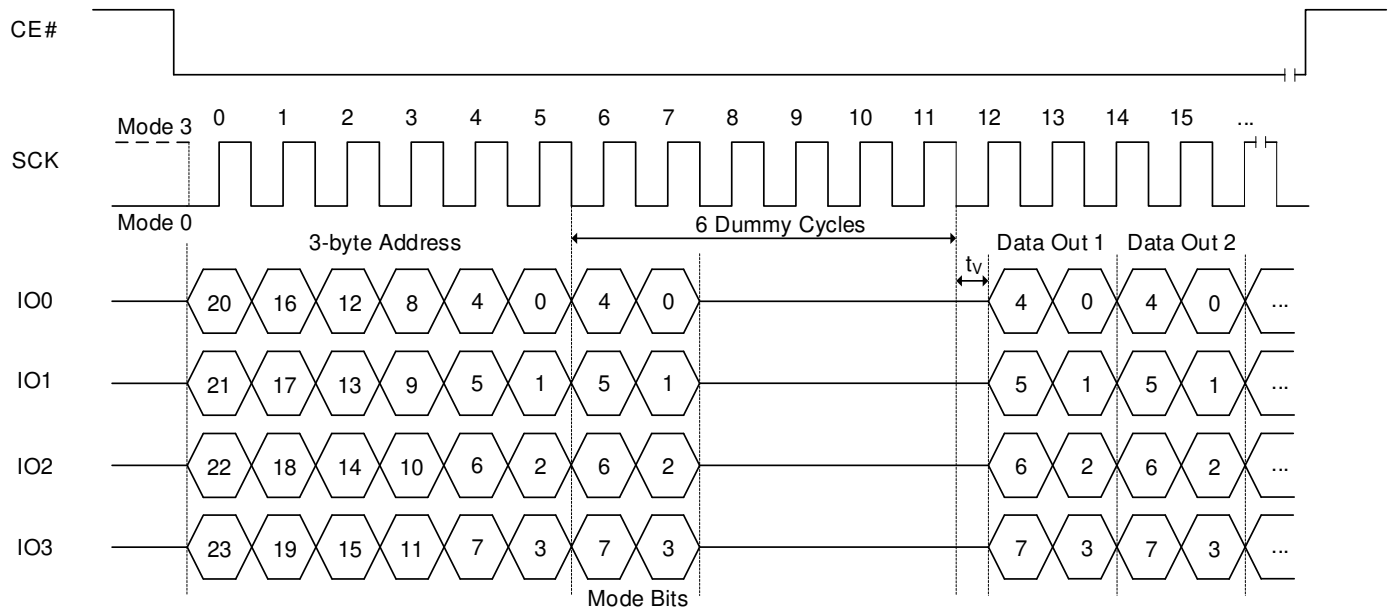 CE#
Mode 3
0 1 2 3 4 5 6 7 8 9 10 11 12 13 14 15 ...
SCK
Mode 0
6 Dummy Cycles
3-byte Address
Data Out 1 Data Out 2
tV
IO0 20 16 12 8 4 0 4 0 4 0 4 0 ...
IO1 21 17 13 9 5 1 5 1 5 1 5 1 ...
IO2 22 18 14 10 6 2 6 2 6 2 6 2 ...
IO3 23 19 15 11 7 3 7 3 7 3 7 3 ...
Mode Bits